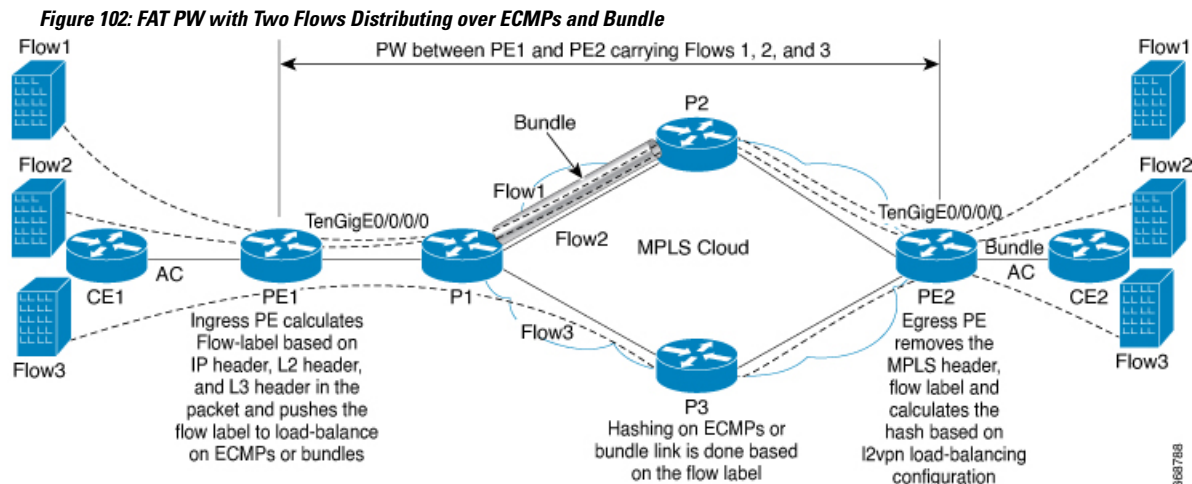 Figure 102: FAT PW with Two Flows Distributing over ECMPs and Bundle
Flow1
PW between PE1 and PE2 carrying Flows 1, 2, and 3
Flow1
P2
Bundle
Flow2
Flow1
Flow2
TenGigE0/0/0/0
TenGigE0/0/0/0
Flow2
MPLS Cloud
Bundle
AC
AC
CE1
PE1
P1
PE2
CE2
Flow3
Flow3
Flow3
Ingress PE calculates
Flow-label based on
IP header, L2 header,
and L3 header in the
packet and pushes the
flow label to load-balance
on ECMPs or bundles
P3
Hashing on ECMPs or
bundle link is done based
on the flow label
Egress PE
removes the
MPLS header,
flow label and
calculates the
hash based on
l2vpn load-balancing
configuration
368788